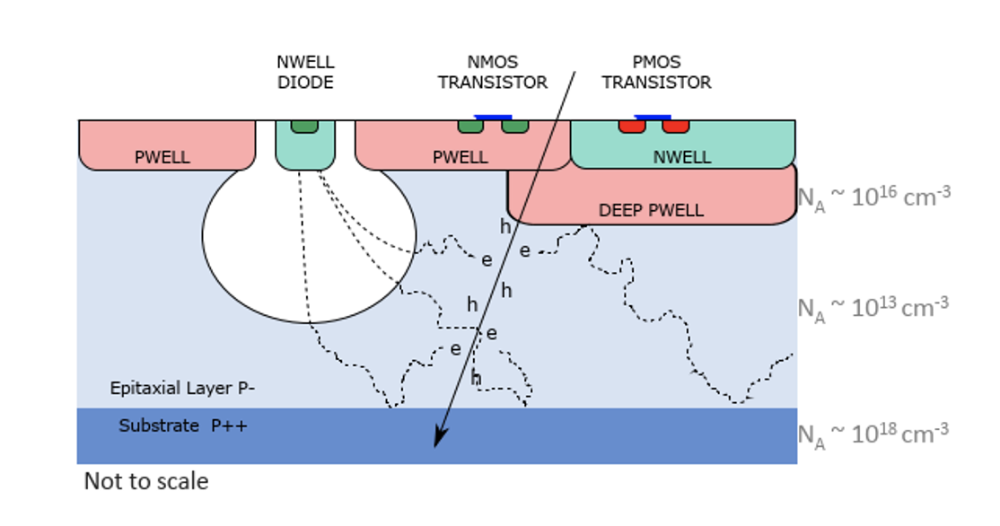 NWELL
DIODE
NMOS
TRANSISTOR
PMOS
TRANSISTOR
PWELL
PWELL
NWELL
N_A ~ 10^16 cm^-3
DEEP PWELL
h
e
e
h
h
N_A ~ 10^13 cm^-3
e
e
h
Epitaxial Layer P-
Substrate P++
N_A ~ 10^18 cm^-3
Not to scale